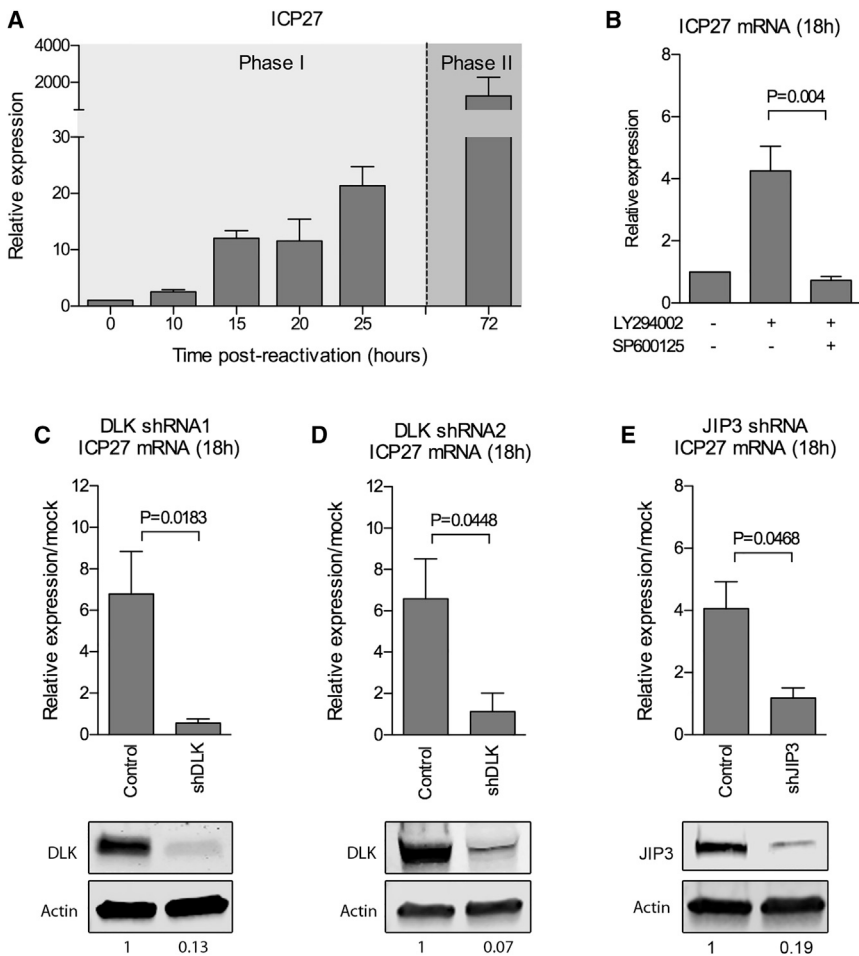 A
ICP27
Relative expression
4000
2000
30
20
10
0
Phase I
Phase II
0 10 15 20 25 72
Time post-reactivation (hours)
B
ICP27 mRNA (18h)
Relative expression
8
6
4
2
0
P=0.004
LY294002 - + +
SP600125 - - +
C
DLK shRNA1
ICP27 mRNA (18h)
Relative expression/mock
12
10
8
6
4
2
0
P=0.0183
Control
shDLK
DLK
Actin
1 0.13
D
DLK shRNA2
ICP27 mRNA (18h)
Relative expression/mock
12
10
8
6
4
2
0
P=0.0448
Control
shDLK
DLK
Actin
1 0.07
E
JIP3 shRNA
ICP27 mRNA (18h)
Relative expression/mock
8
6
4
2
0
P=0.0468
Control
shJIP3
JIP3
Actin
1 0.19